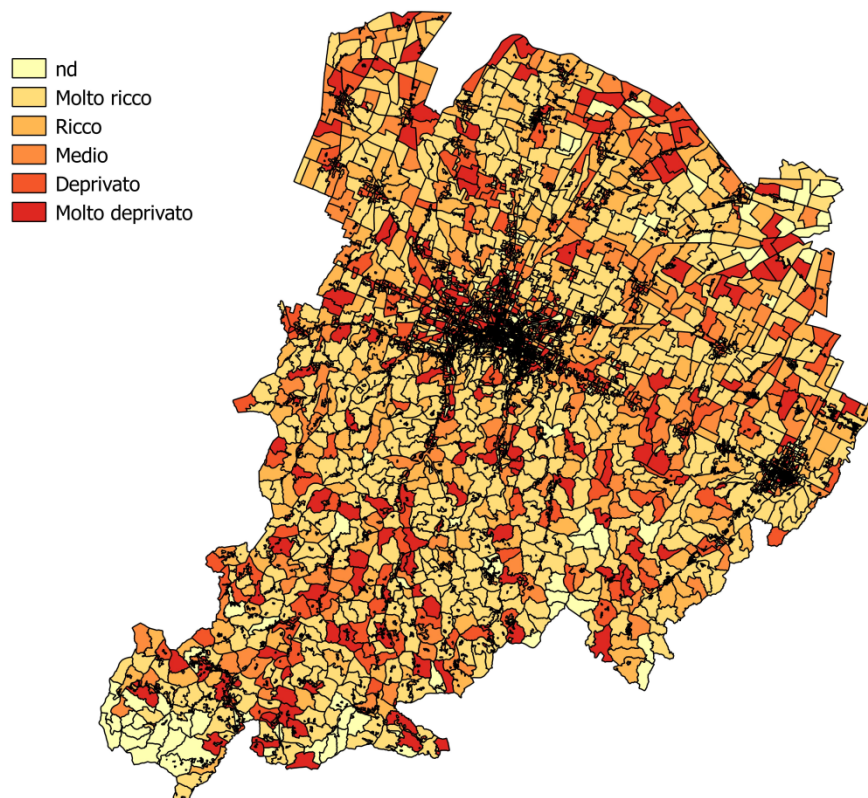 nd
Molto ricco
Ricco
Medio
Deprivato
Molto deprivato